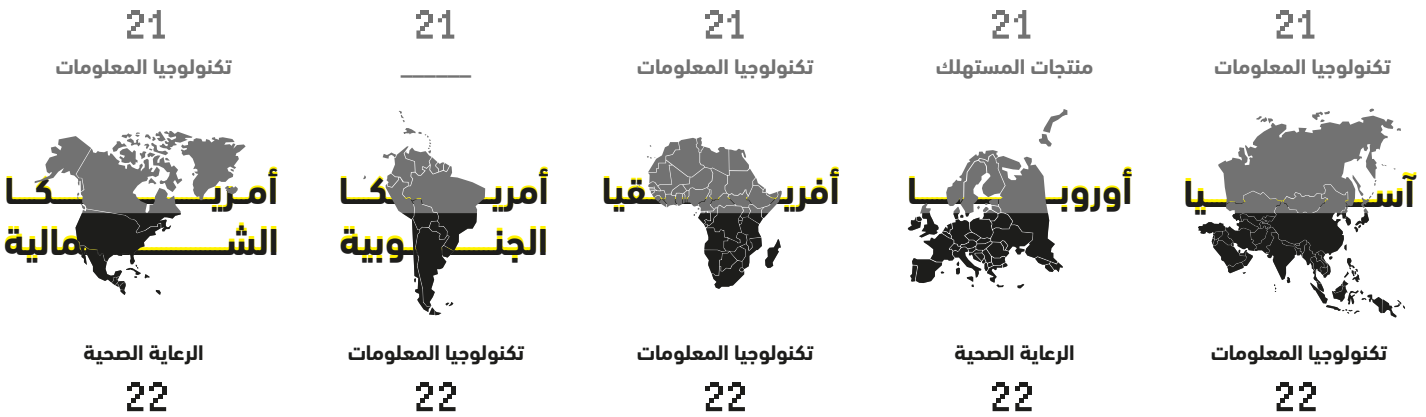 21
تكنولوجيا المعلومات
آسيا
تكنولوجيا المعلومات
22
21
منتجات المستهلك
أوروبا
الرعاية الصحية
22
21
تكنولوجيا المعلومات
أفريقيا
تكنولوجيا المعلومات
22
21
______
أمريكا
الجنوبية
تكنولوجيا المعلومات
22
21
تكنولوجيا المعلومات
أمريكا
الشمالية
الرعاية الصحية
22